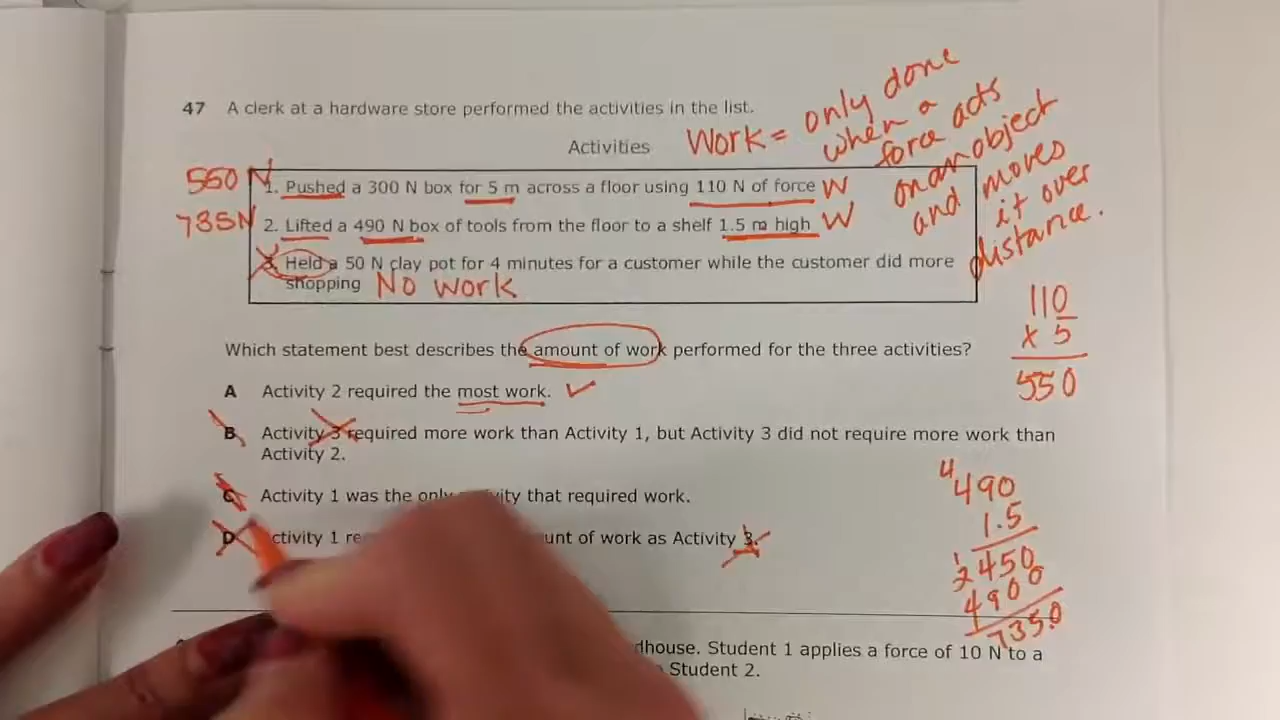 47 A clerk at a hardware store performed the activities in the list.
Activities
Work = only done
when a
force acts
on an object
and moves
it over
distance.
550 N
1. Pushed a 300 N box for 5 m across a floor using 110 N of force W
735N
2. Lifted a 490 N box of tools from the floor to a shelf 1.5 m high W
3. Held a 50 N clay pot for 4 minutes for a customer while the customer did more
shopping No work
110
x 5
550
Which statement best describes the amount of work performed for the three activities?
A Activity 2 required the most work. ✓
B Activity 3 required more work than Activity 1, but Activity 3 did not require more work than
Activity 2.
C Activity 1 was the only activity that required work.
D Activity 1 re unt of work as Activity 3.
4
490
1.5
1
2450
4900
735.0
dhouse. Student 1 applies a force of 10 N to a
Student 2.